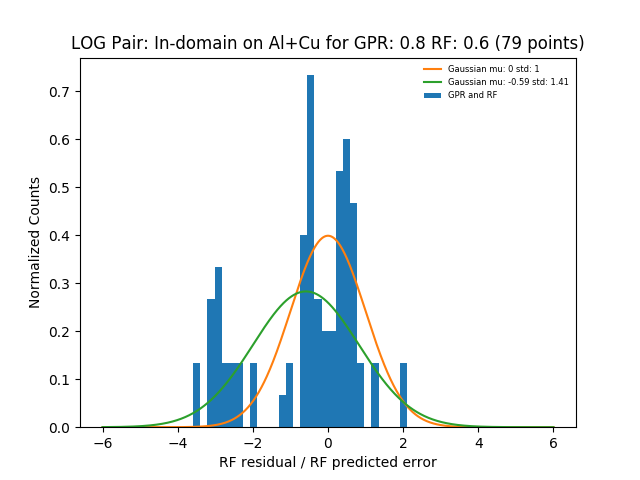 LOG Pair: In-domain on Al+Cu for GPR: 0.8 RF: 0.6 (79 points)
Gaussian mu: 0 std: 1
Gaussian mu: -0.59 std: 1.41
GPR and RF
Normalized Counts
0.7
0.6
0.5
0.4
0.3
0.2
0.1
0.0
−6 −4 −2 0 2 4 6
RF residual / RF predicted error